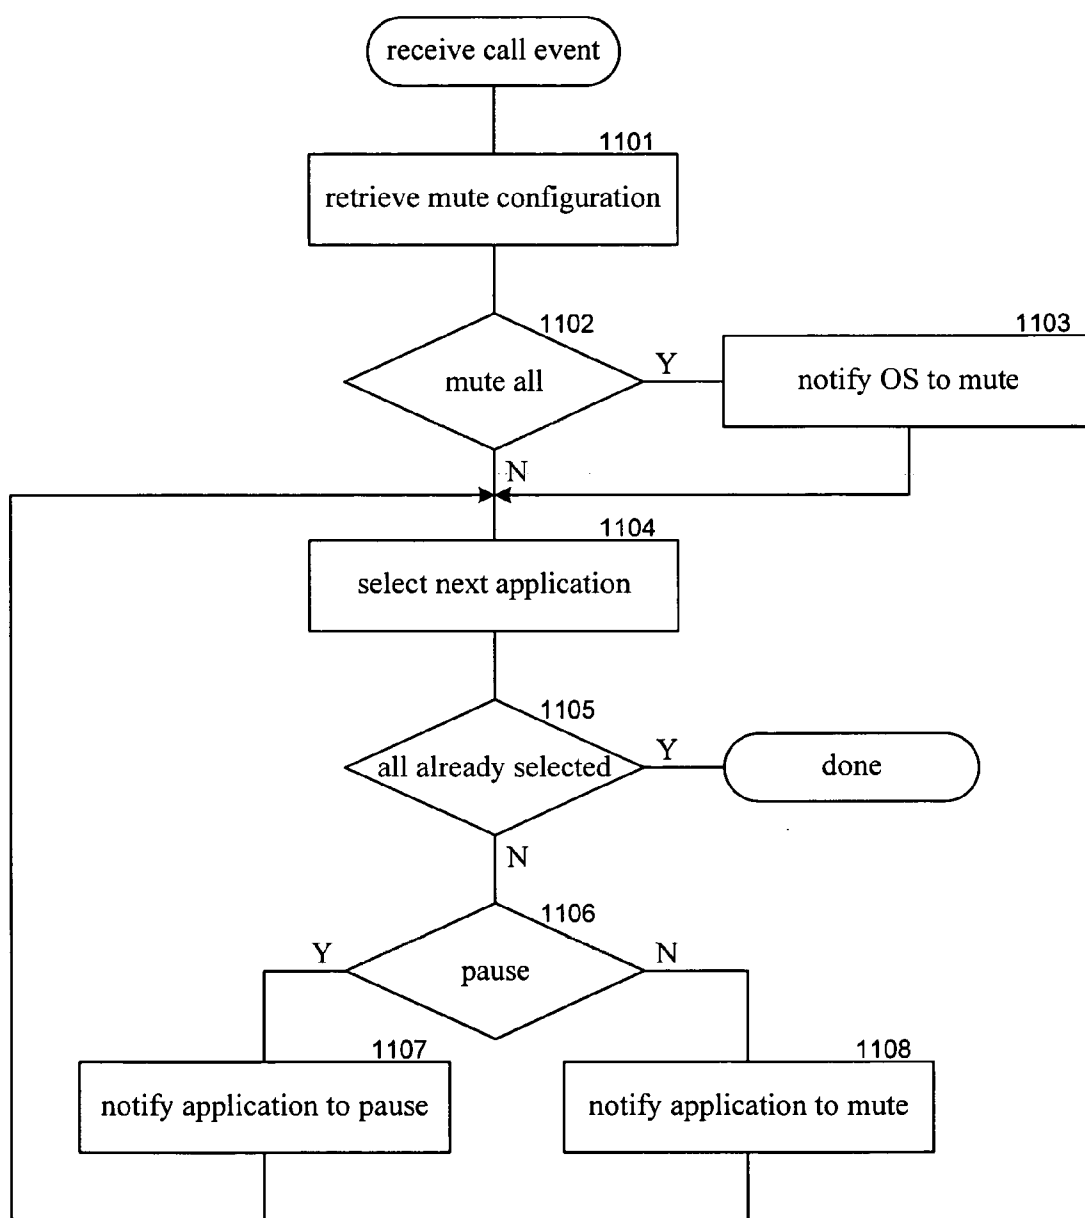 receive call event
1101
retrieve mute configuration
1102
mute all
Y
1103
notify OS to mute
N
1104
select next application
1105
all already selected
Y
done
N
1106
pause
Y
N
1107
notify application to pause
1108
notify application to mute